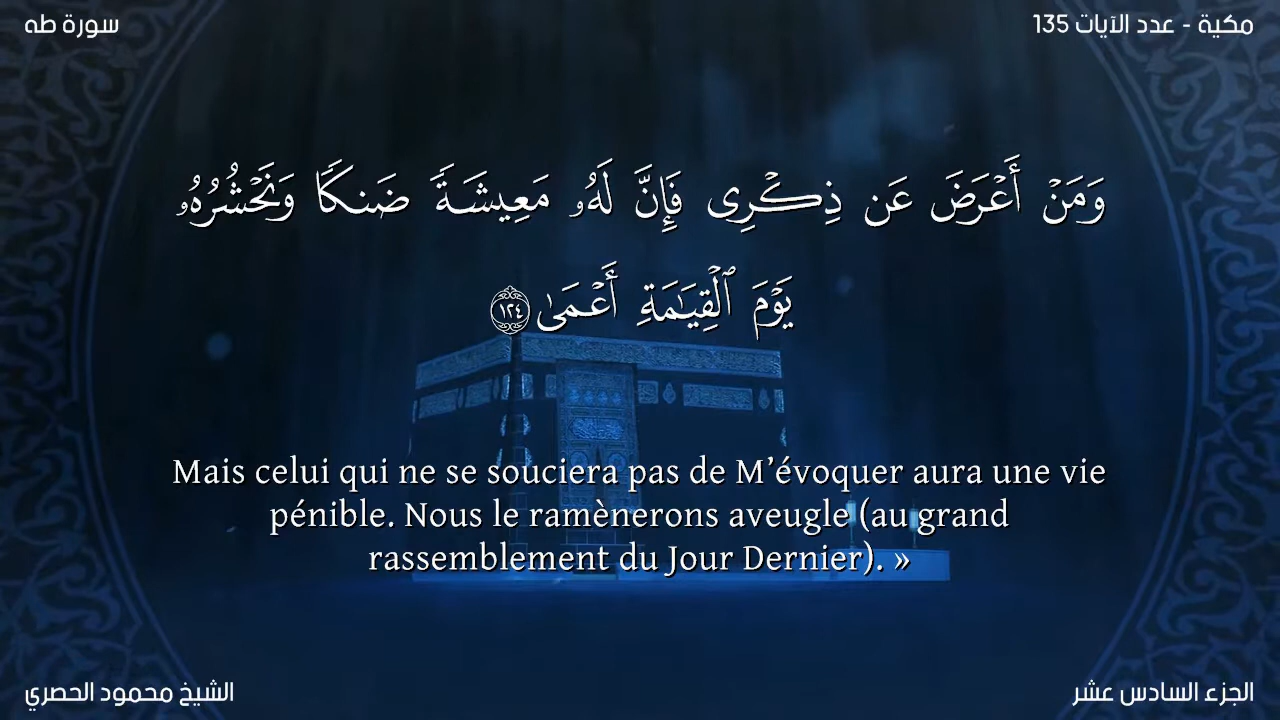 سورة طه
مكية - عدد الآيات 135
وَمَنْ أَعْرَضَ عَن ذِكْرِى فَإِنَّ لَهُۥ مَعِيشَةً ضَنكًا وَنَحْشُرُهُۥ
يَوْمَ ٱلْقِيَٰمَةِ أَعْمَىٰ ١٢٤
Mais celui qui ne se souciera pas de M’évoquer aura une vie
pénible. Nous le ramènerons aveugle (au grand
rassemblement du Jour Dernier). »
الشيخ محمود الحصري
الجزء السادس عشر